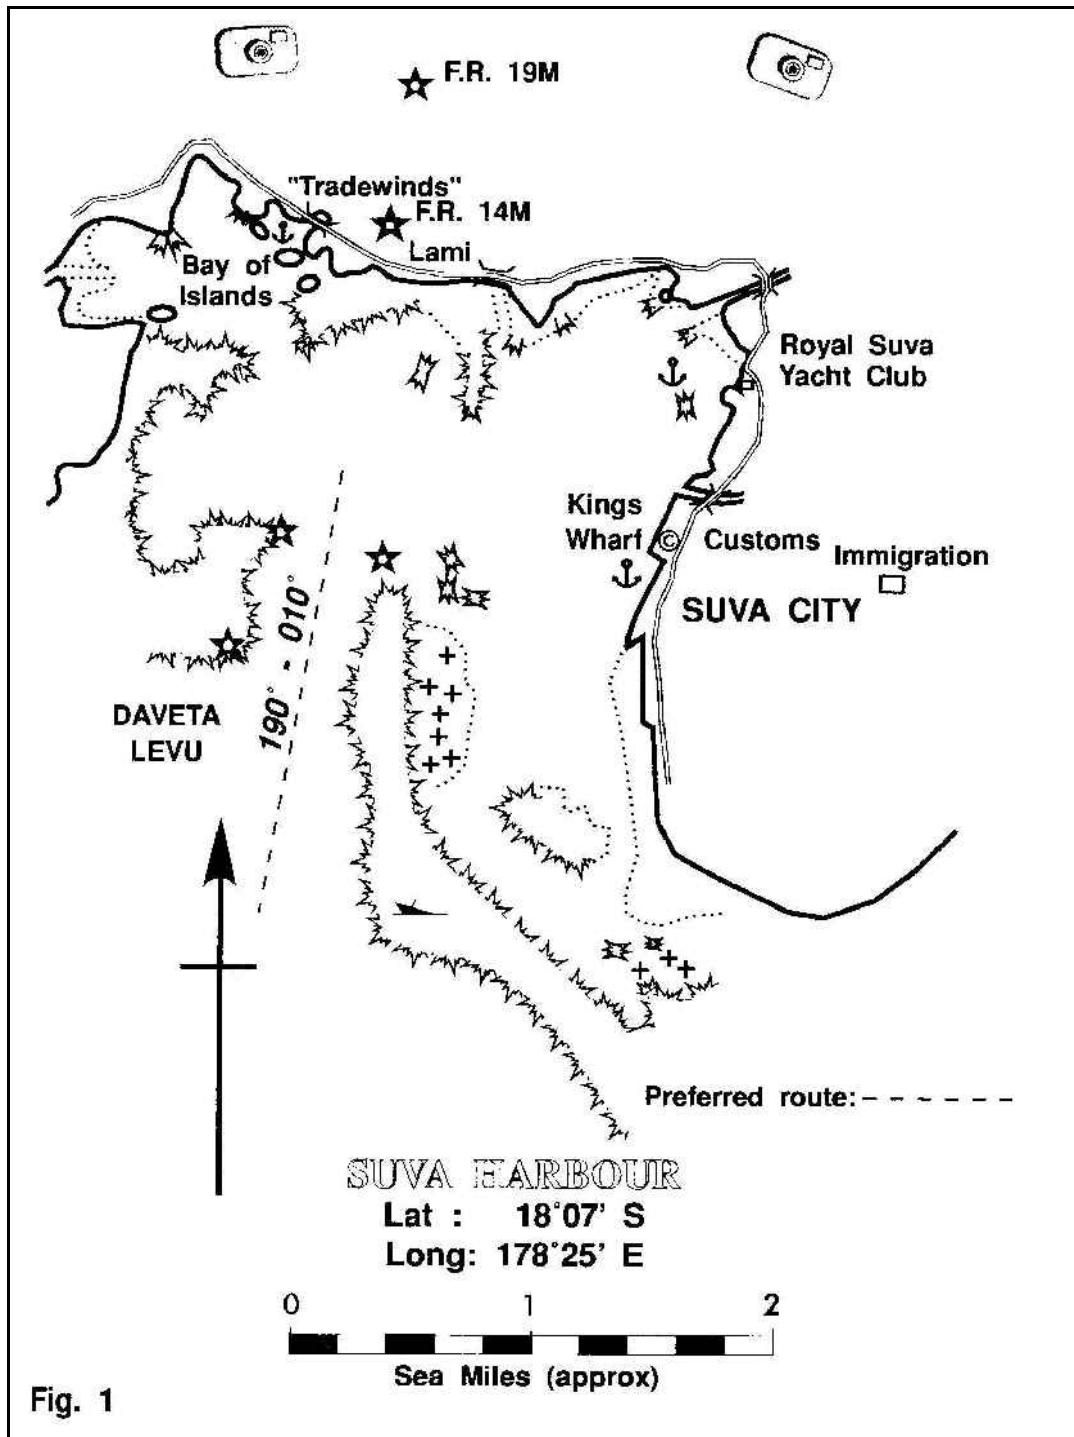 F.R. 19M
"Tradewinds"
F.R. 14M
Lami
Bay of
Islands
Royal Suva
Yacht Club
Kings
Wharf
©
Customs
Immigration
SUVA CITY
190° - 010°
DAVETA
LEVU
Preferred route:
SUVA HARBOUR
Lat : 18°07' S
Long: 178°25' E
0 1 2
Sea Miles (approx)
Fig. 1